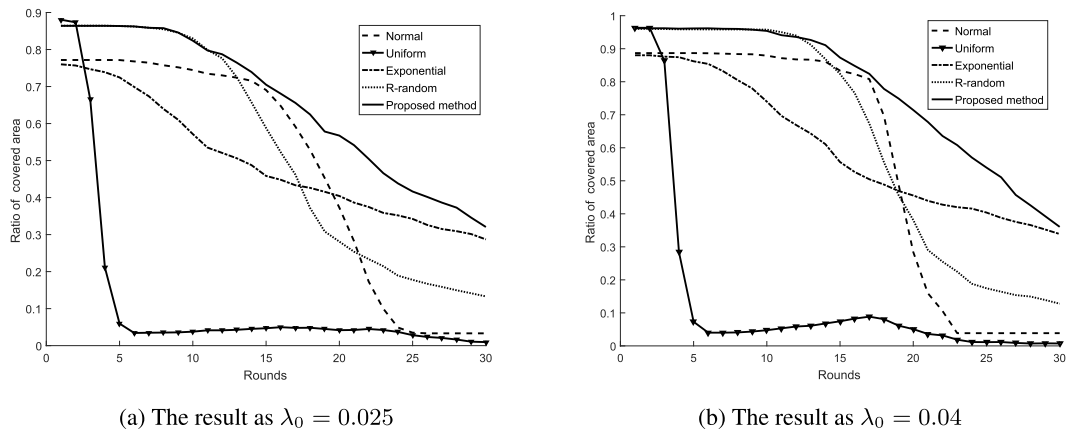 0.9
0.8
0.7
0.6
0.5
0.4
0.3
0.2
0.1
0
Ratio of covered area
0 5 10 15 20 25 30
Rounds
Normal
Uniform
Exponential
R-random
Proposed method
(a) The result as λ₀ = 0.025
1
0.9
0.8
0.7
0.6
0.5
0.4
0.3
0.2
0.1
0
Ratio of covered area
0 5 10 15 20 25 30
Rounds
Normal
Uniform
Exponential
R-random
Proposed method
(b) The result as λ₀ = 0.04